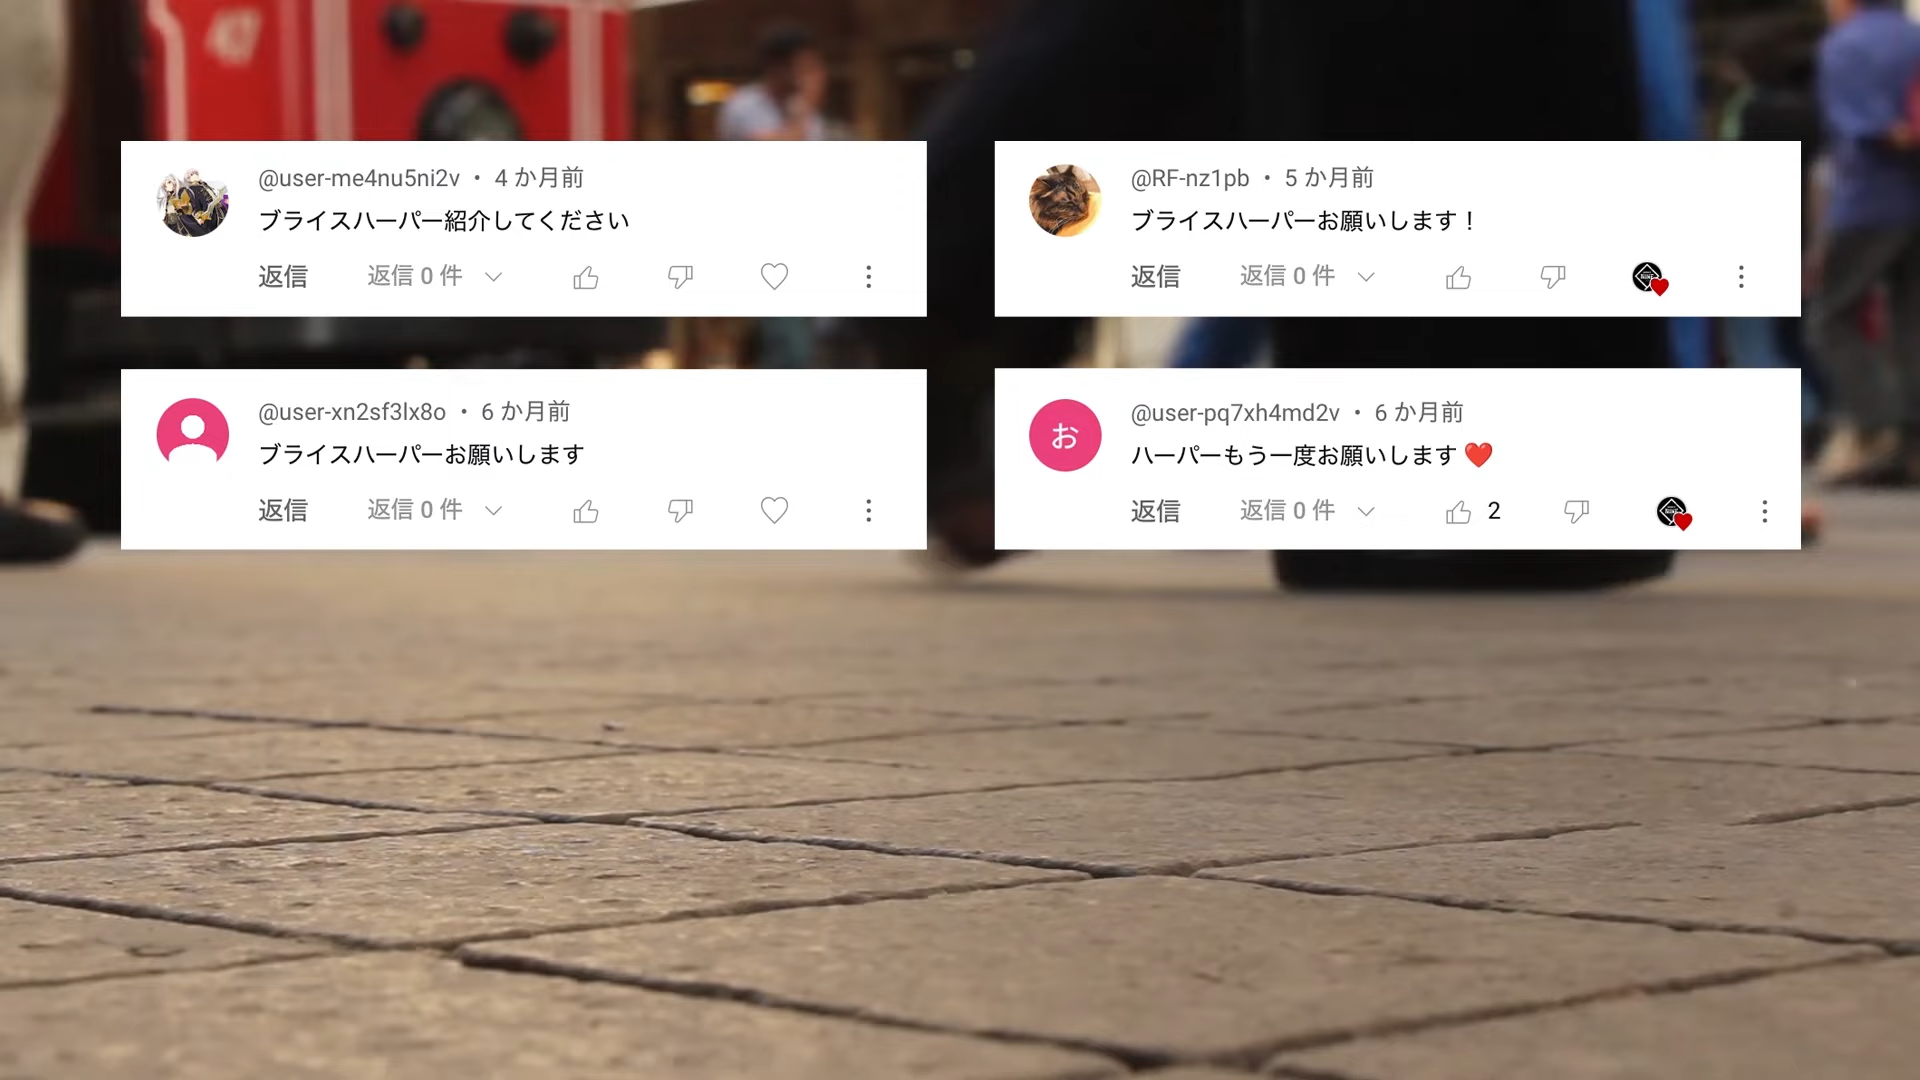 47
@user-me4nu5ni2v・4 か月前
ブライスハーパー紹介してください
返信 返信 0 件
@RF-nz1pb・5 か月前
ブライスハーパーお願いします！
返信 返信 0 件
@user-xn2sf3lx8o・6 か月前
ブライスハーパーお願いします
返信 返信 0 件
お
@user-pq7xh4md2v・6 か月前
ハーパーもう一度お願いします ❤️
返信 返信 0 件 2